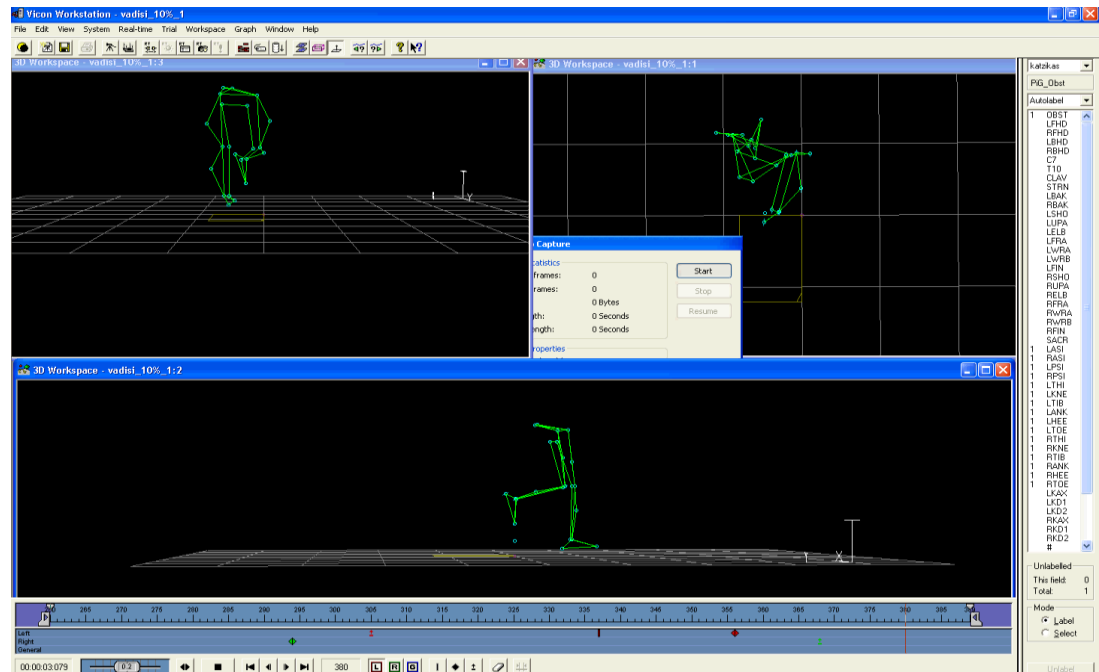 Vicon Workstation - vadisi_10%_1
File Edit View System Real-time Trial Workspace Graph Window Help
3D Workspace - vadisi_10%_1:3
3D Workspace - vadisi_10%_1:1
katzikas
PiG_Obst
Autolabel
1 OBST
LFHD
RFHD
LBHD
RBHD
C7
T10
CLAV
STRN
LBAK
RBAK
LSHO
LUPA
LELB
LFRA
LWRA
LWRB
LFIN
RSHO
RUPA
RELB
RFRA
RWRA
RWRB
RFIN
SACR
1 LASI
1 RASI
1 LPSI
1 RPSI
1 LTHI
1 LKNE
1 LTIB
1 LANK
1 LHEE
1 LTOE
1 RTHI
1 RKNE
1 RTIB
1 RANK
1 RHEE
1 RTOE
LKAX
LKD1
LKD2
RKAX
RKD1
RKD2
#
Y
Capture
tatistics
frames: 0
rames: 0
0 Bytes
gth: 0 Seconds
ength: 0 Seconds
Start
Stop
Resume
roperties
3D Workspace - vadisi_10%_1:2
Y X
Unlabelled
This field: 0
Total: 1
Mode
Label
Select
Unlabel
265 270 275 280 285 290 295 300 305 310 315 320 325 330 335 340 345 350 355 360 365 370 375 380 385
Left
Right
General
00:00:03:079 (0.2) 380 L R G